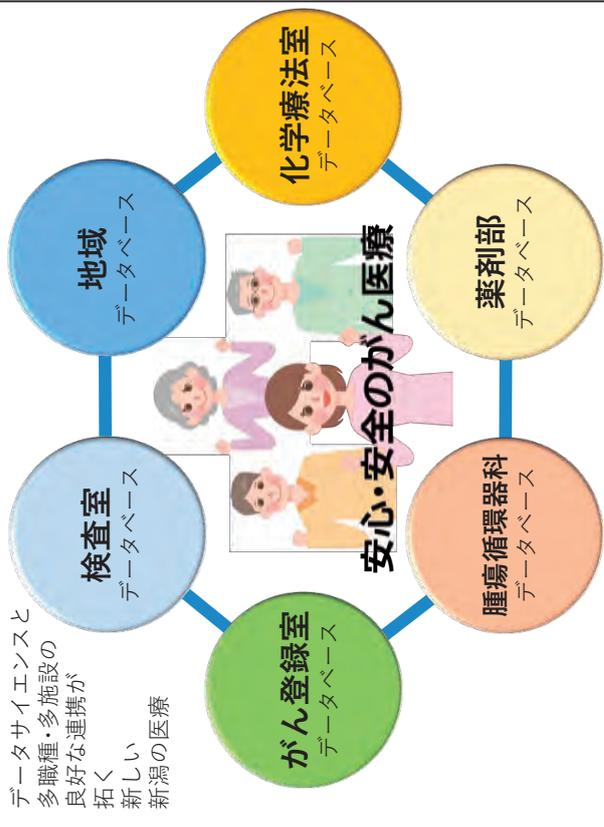 データサイエンスと
多職種・多施設の
良好な連携が
拓く
新しい
新潟の医療
検査室
データベース
地域
データベース
がん登録室
データベース
安心・安全のがん医療
化学療法室
データベース
腫瘍循環器科
データベース
薬剤部
データベース